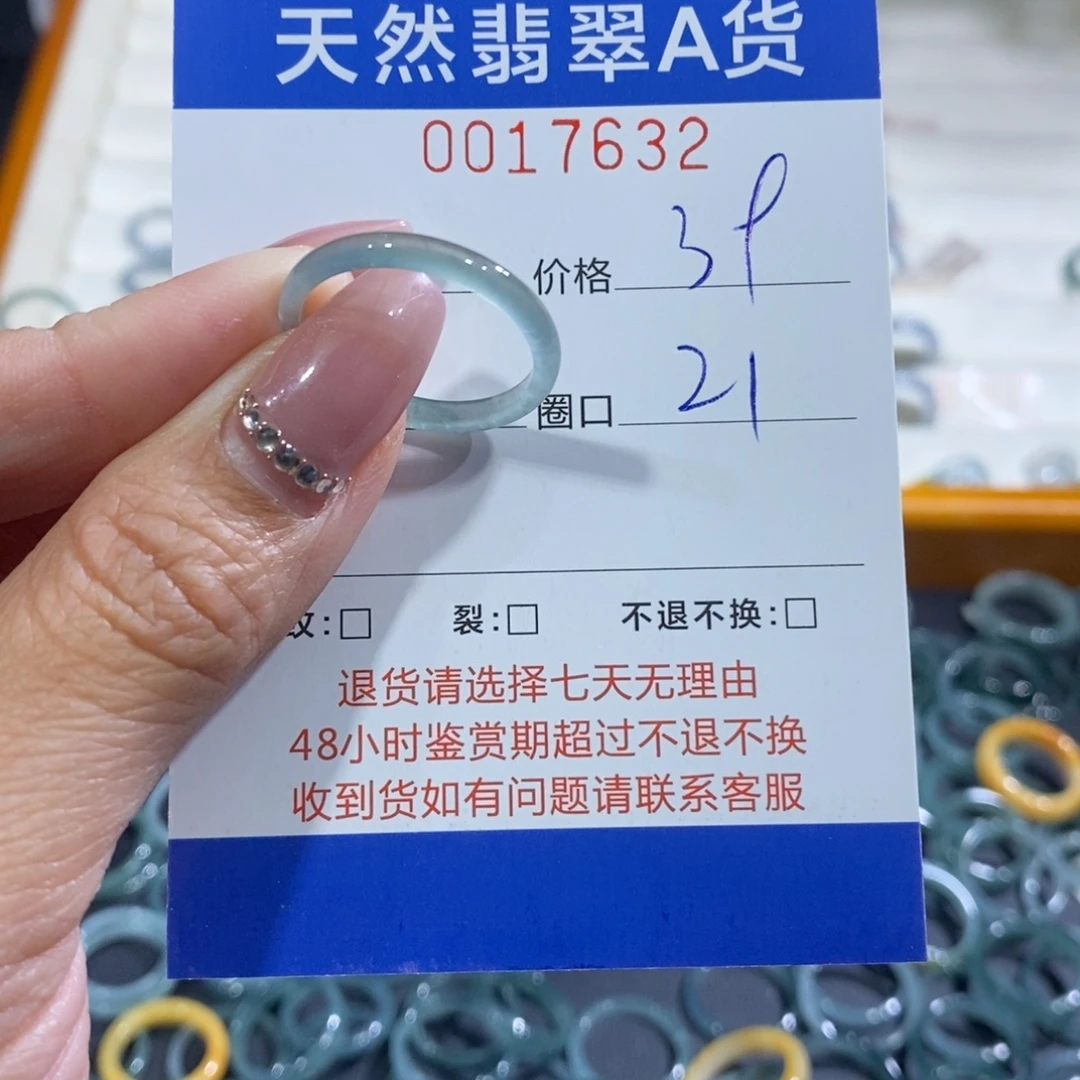 天然翡翠A货
0017632
价格 39
圈口 21
纹:□ 裂:□ 不退不换:□
退货请选择七天无理由
48小时鉴赏期超过不退不换
收到货如有问题请联系客服